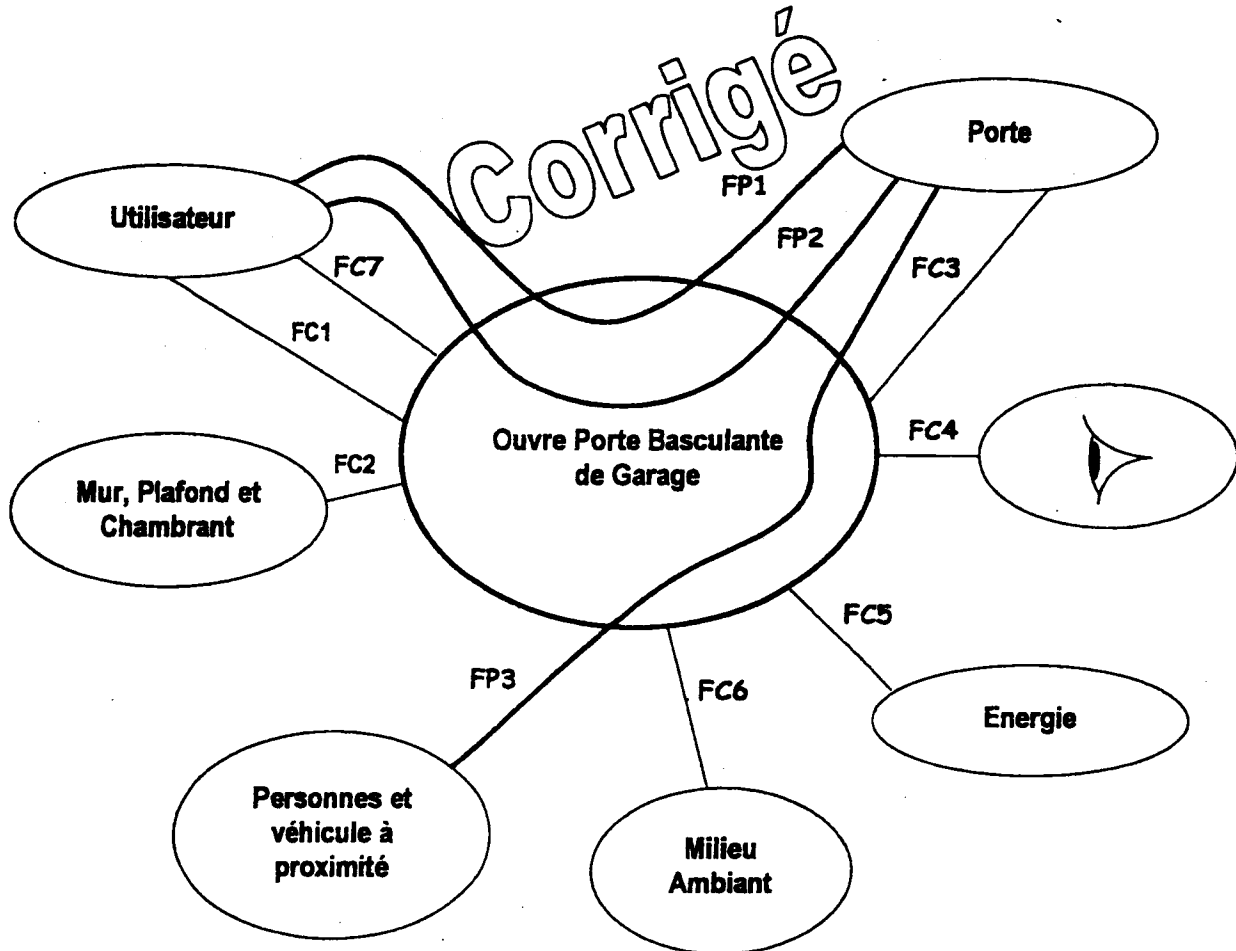 Corrigé
Porte
Utilisateur
FP1
FP2
FC7
FC3
FC1
Ouvre Porte Basculante
de Garage
FC4
FC2
Mur, Plafond et
Chambrant
FC5
FP3
FC6
Energie
Personnes et
véhicule à
proximité
Milieu
Ambiant